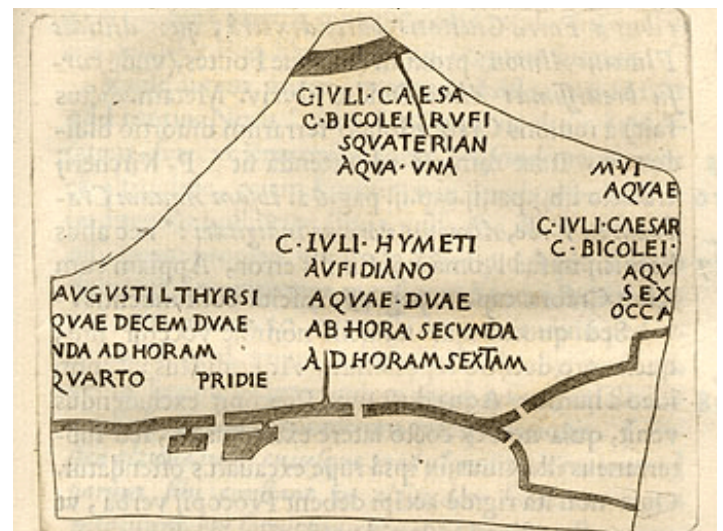 C·IVLI·CAESA
C·BICOLEI·RVFI
SQVATERIAN
AQVA·VNA
MVI
AQVAE
C·IVLI·CAESAR
C·BICOLEI·
AQV
SEX
OCCA
C·IVLI·HYMETI
AVFIDIANO
AQVAE·DVAE
AB HORA SECVNDA
AD HORAM SEXTAM
AVGVSTI L THYRSI
QVAE DECEM DVAE
NDA AD HORAM
QVARTO PRIDIE